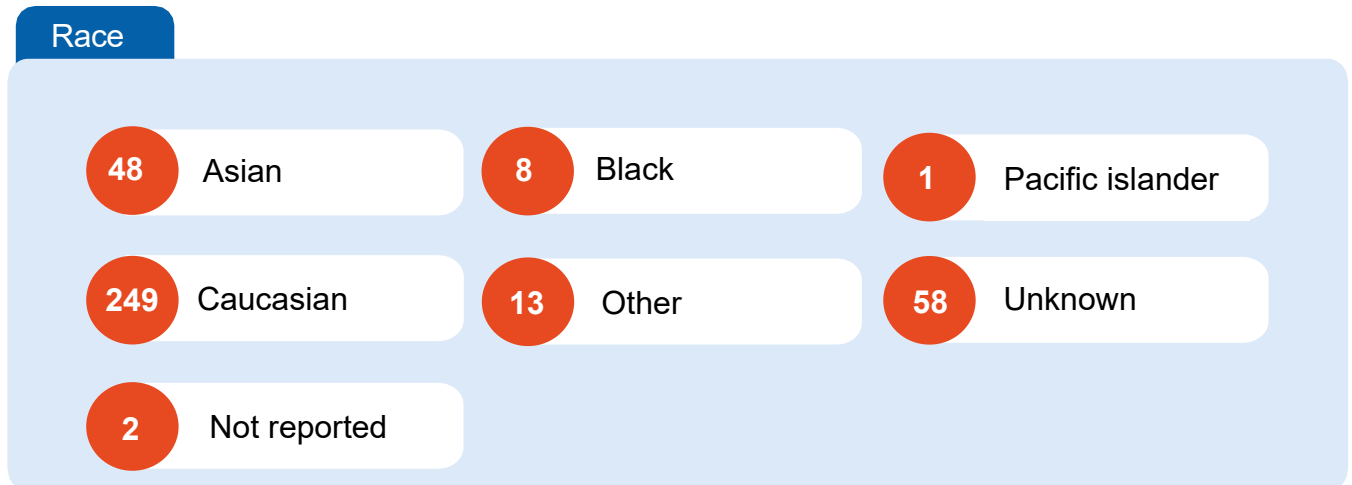 Race
48 Asian
8 Black
1 Pacific islander
249 Caucasian
13 Other
58 Unknown
2 Not reported